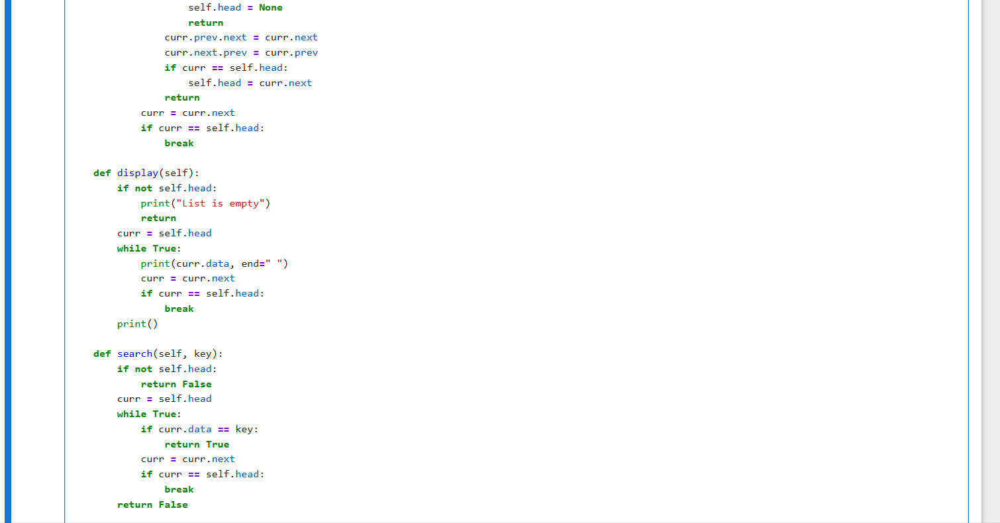 self.head = None
                return
            curr.prev.next = curr.next
            curr.next.prev = curr.prev
            if curr == self.head:
                self.head = curr.next
            return
        curr = curr.next
        if curr == self.head:
            break

def display(self):
    if not self.head:
        print("List is empty")
        return
    curr = self.head
    while True:
        print(curr.data, end=" ")
        curr = curr.next
        if curr == self.head:
            break
    print()

def search(self, key):
    if not self.head:
        return False
    curr = self.head
    while True:
        if curr.data == key:
            return True
        curr = curr.next
        if curr == self.head:
            break
    return False